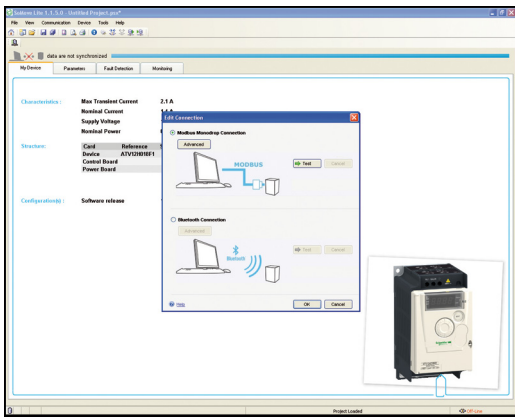 SoMove Lite 1.1.5.0 - Untitled Project.psx*
File View Communication Device Tools Help
data are not synchronized
My Device Parameters Fault Detection Monitoring
Characteristics : Max Transient Current 2.1 A
Nominal Current
Supply Voltage
Nominal Power
Structure: Card Reference
Device ATV12H018F1
Control Board
Power Board
Configuration(s) : Software release
Edit Connection
Modbus Monodrop Connection
Advanced
MODBUS
Test Cancel
Bluetooth Connection
Advanced
Bluetooth
Test Cancel
Help OK Cancel
Project Loaded Off-Line